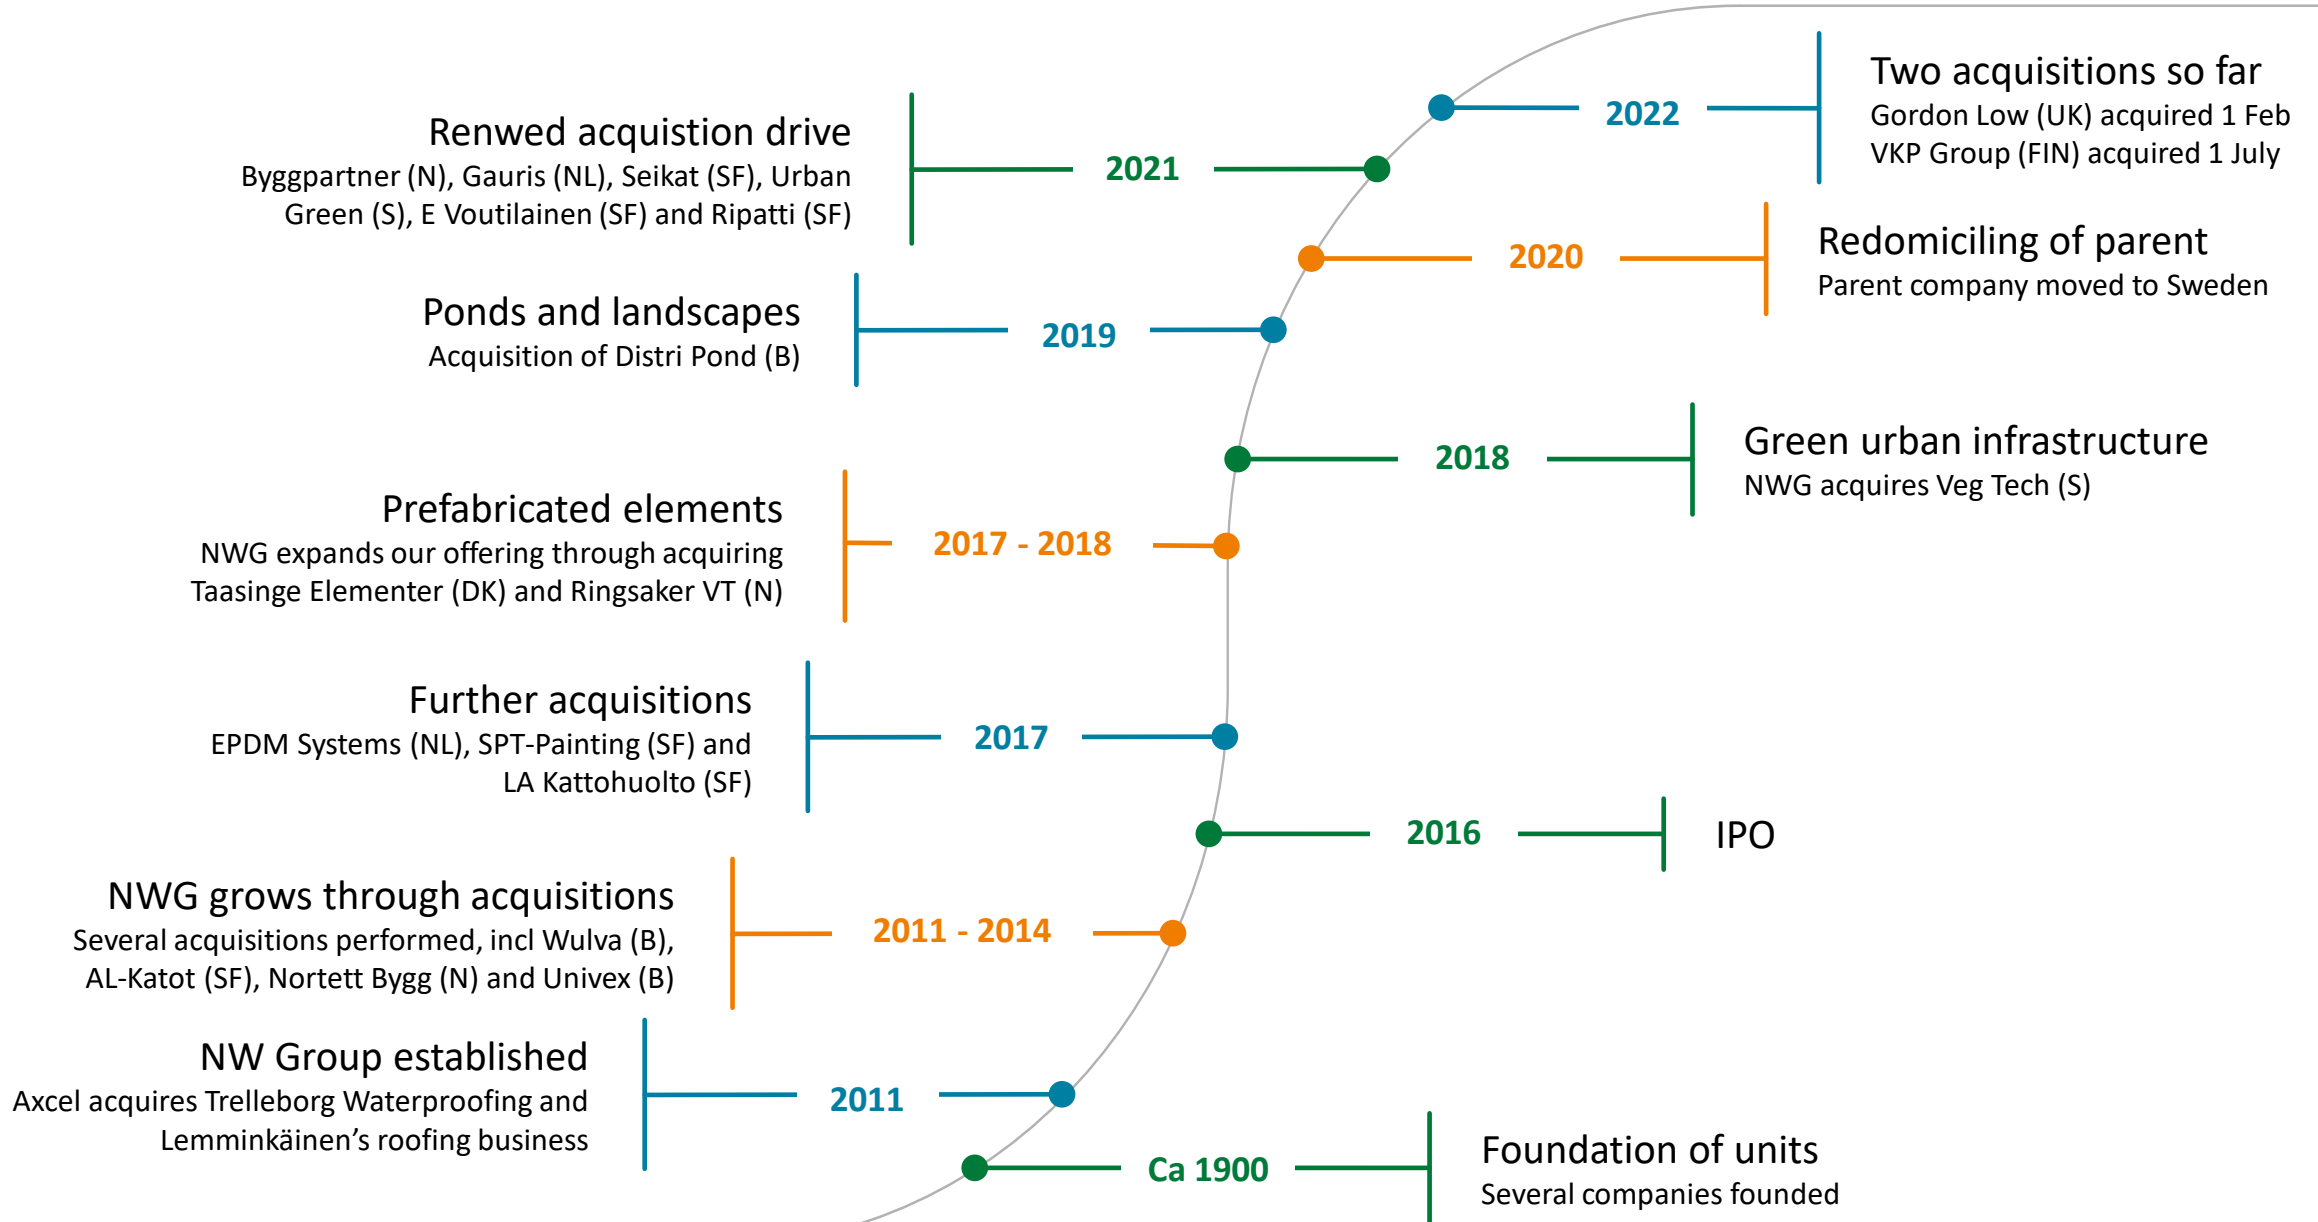 Two acquisitions so far
Gordon Low (UK) acquired 1 Feb
VKP Group (FIN) acquired 1 July
2022
Renwed acquistion drive
Byggpartner (N), Gauris (NL), Seikat (SF), Urban
Green (S), E Voutilainen (SF) and Ripatti (SF)
2021
2020
Redomiciling of parent
Parent company moved to Sweden
Ponds and landscapes
Acquisition of Distri Pond (B)
2019
2018
Green urban infrastructure
NWG acquires Veg Tech (S)
Prefabricated elements
NWG expands our offering through acquiring
Taasinge Elementer (DK) and Ringsaker VT (N)
2017 - 2018
Further acquisitions
EPDM Systems (NL), SPT-Painting (SF) and
LA Kattohuolto (SF)
2017
2016
IPO
NWG grows through acquisitions
Several acquisitions performed, incl Wulva (B),
AL-Katot (SF), Nortett Bygg (N) and Univex (B)
2011 - 2014
NW Group established
Axcel acquires Trelleborg Waterproofing and
Lemminkäinen’s roofing business
2011
Ca 1900
Foundation of units
Several companies founded